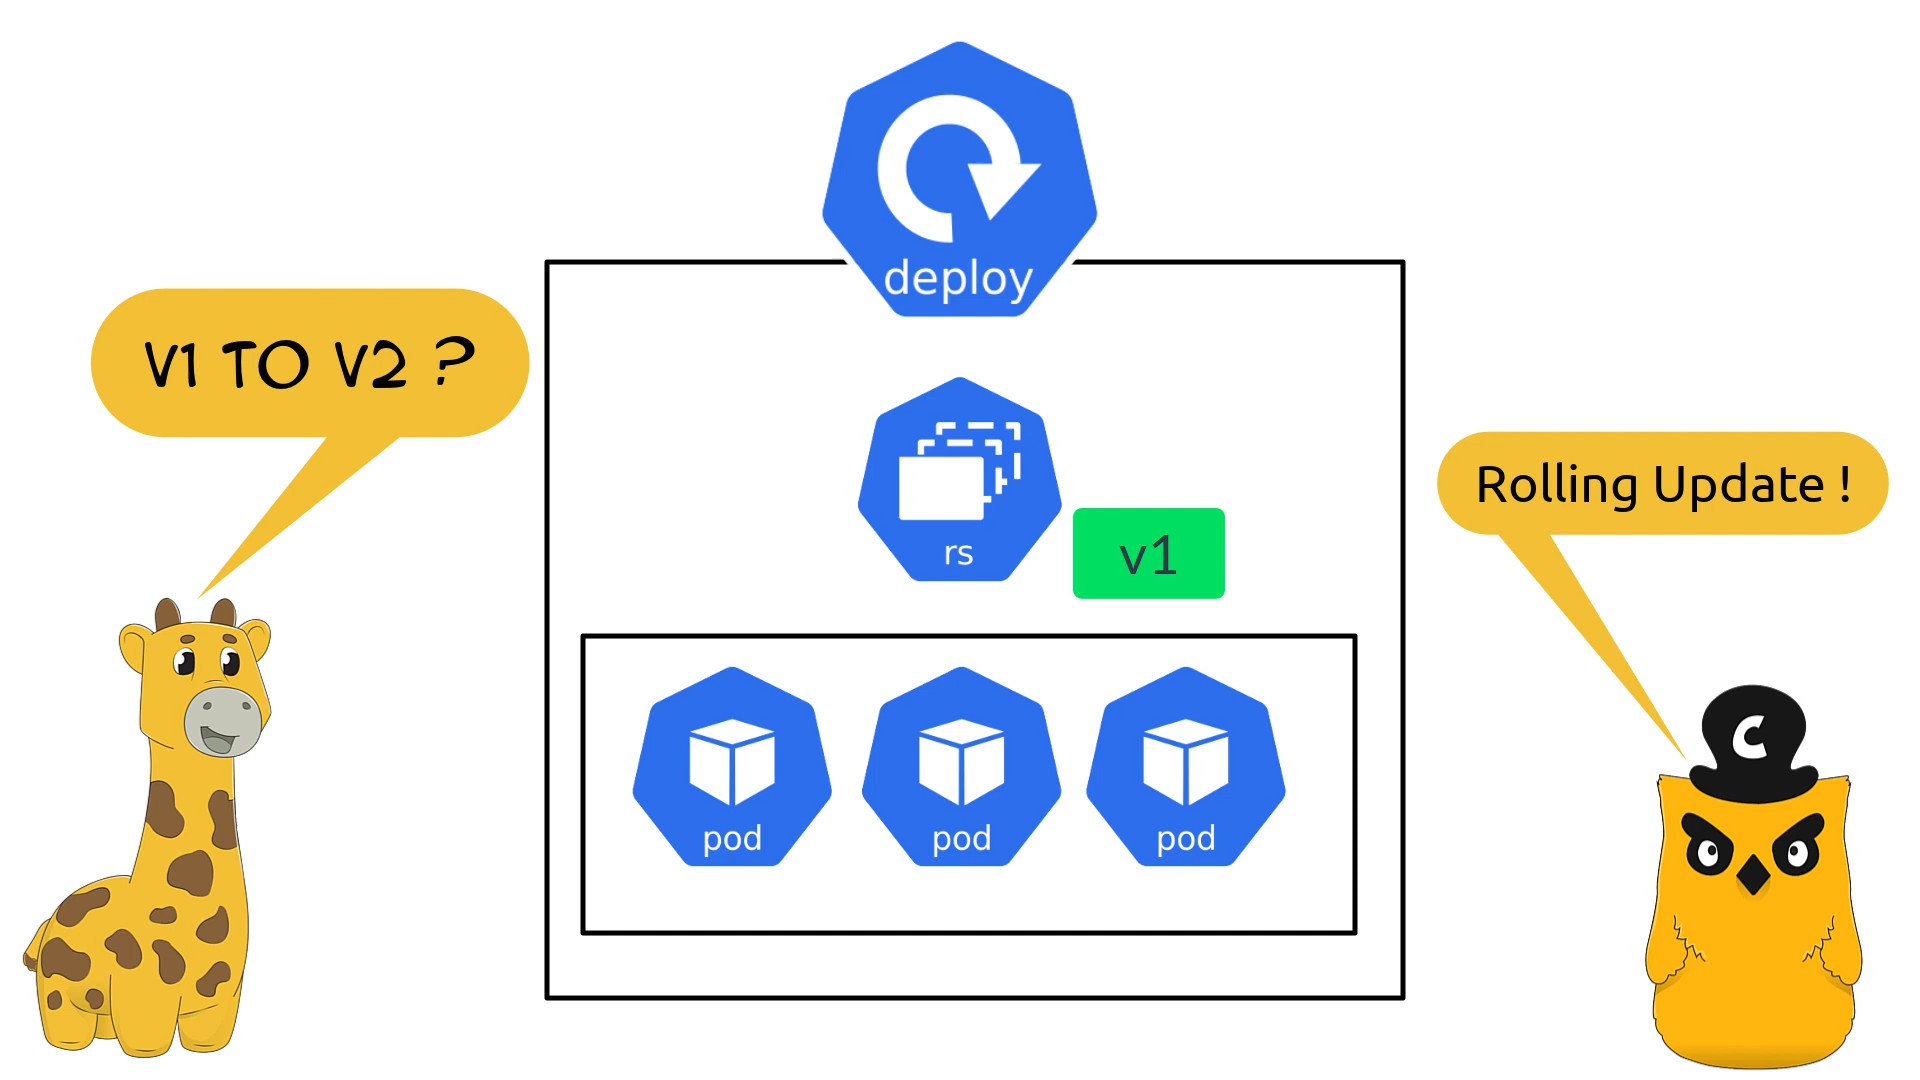 deploy
V1 TO V2 ?
rs
v1
Rolling Update !
pod
pod
pod
C